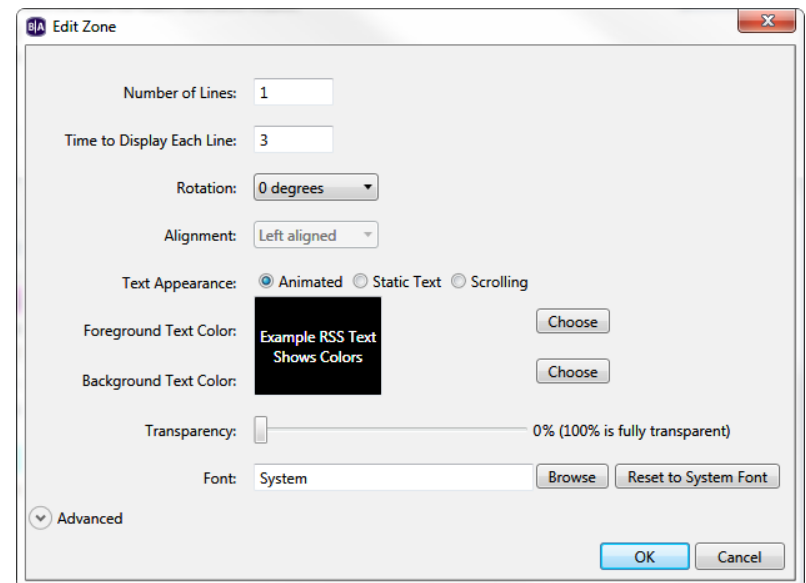 B|A Edit Zone
Number of Lines: 1
Time to Display Each Line: 3
Rotation: 0 degrees
Alignment: Left aligned
Text Appearance: Animated Static Text Scrolling
Foreground Text Color: Choose
Example RSS Text
Shows Colors
Background Text Color: Choose
Transparency: 0% (100% is fully transparent)
Font: System Browse Reset to System Font
Advanced
OK Cancel